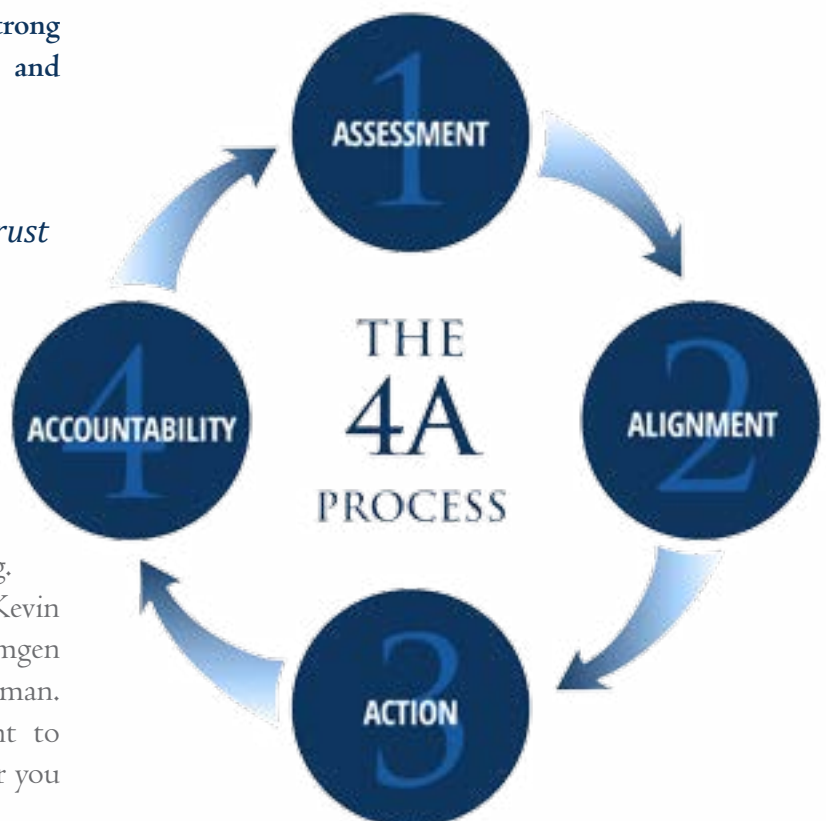 trong
and
rust
g.
Kevin
mgen
man.
nt to
r you
1
ASSESSMENT
2
ALIGNMENT
3
ACTION
4
ACCOUNTABILITY
THE
4A
PROCESS